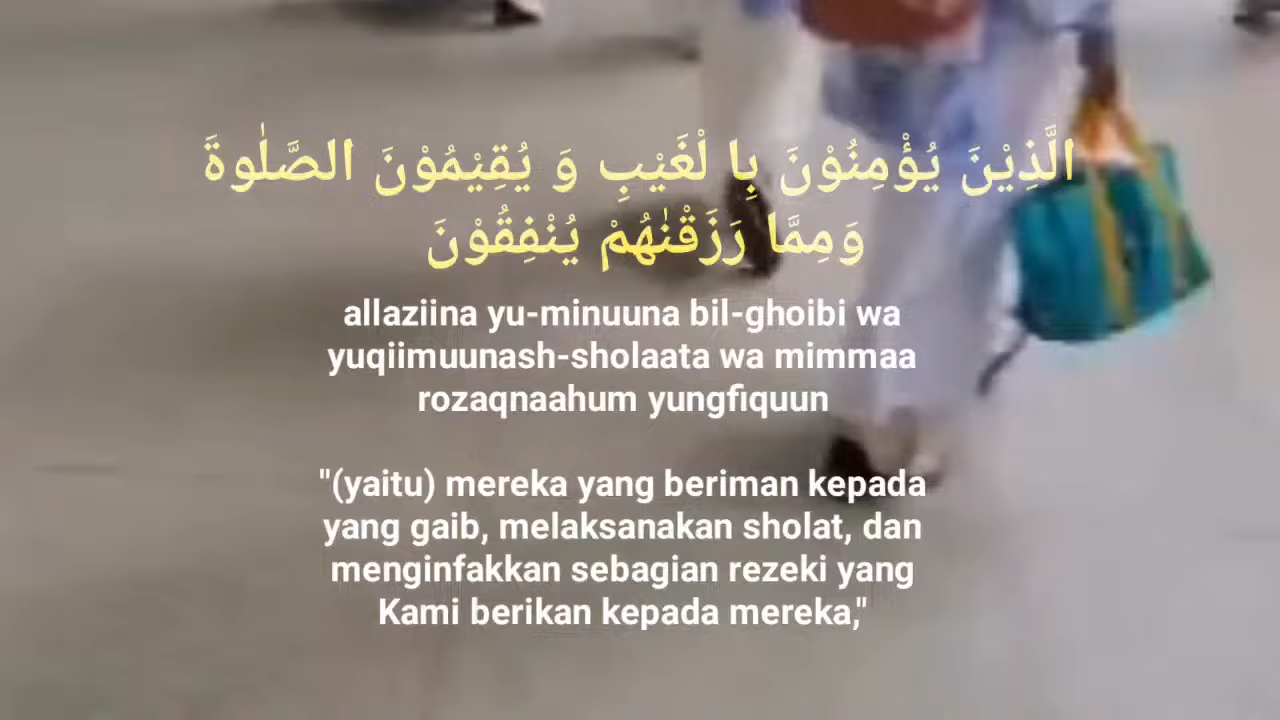 الَّذِيْنَ يُؤْمِنُوْنَ بِا لْغَيْبِ وَ يُقِيْمُوْنَ الصَّلٰوةَ
وَمِمَّا رَزَقْنٰهُمْ يُنْفِقُوْنَ
allaziina yu-minuuna bil-ghoibi wa
yuqiimuunash-sholaata wa mimmaa
rozaqnaahum yungfiquun
"(yaitu) mereka yang beriman kepada
yang gaib, melaksanakan sholat, dan
menginfakkan sebagian rezeki yang
Kami berikan kepada mereka,"